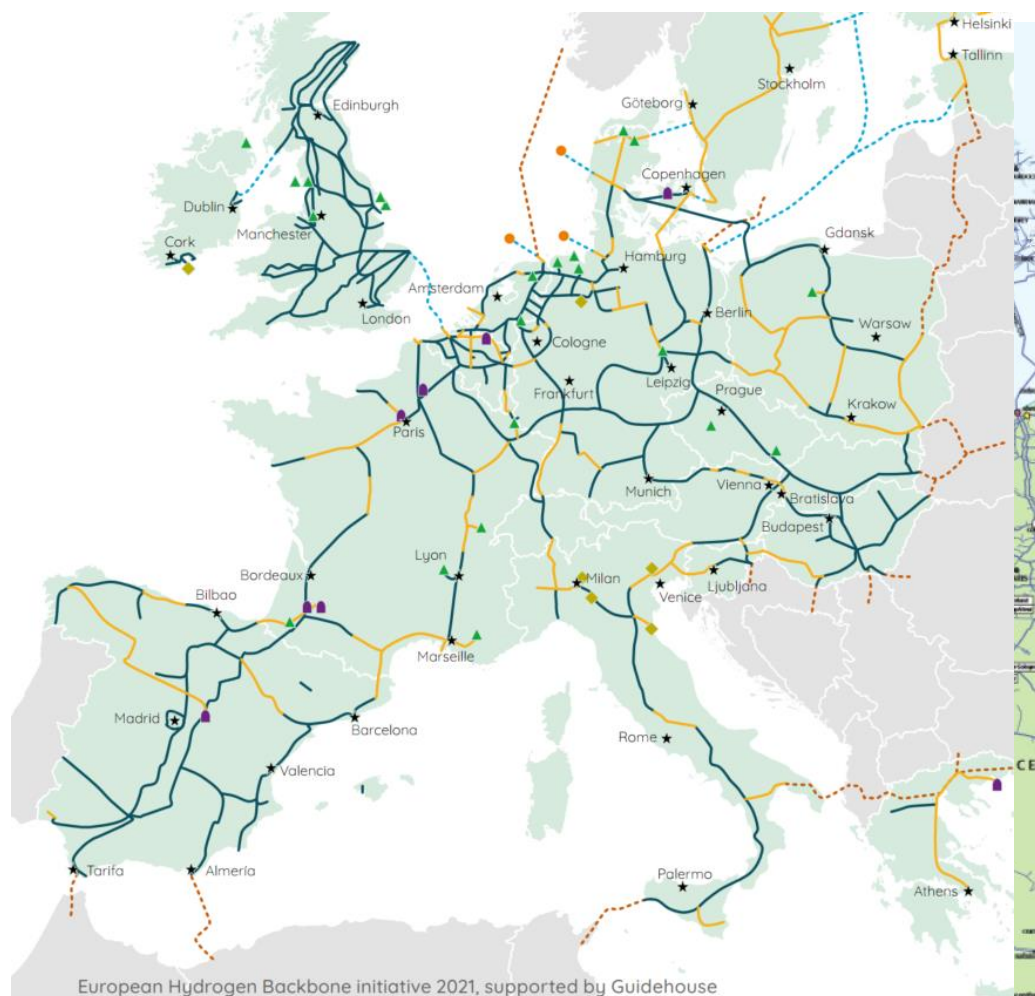 Helsinki
Tallinn
Stockholm
Göteborg
Edinburgh
Copenhagen
Dublin
Manchester
Cork
Gdansk
Hamburg
Amsterdam
London
Berlin
Warsaw
Cologne
Leipzig
Frankfurt
Prague
Krakow
Paris
Munich
Vienna
Bratislava
Budapest
Lyon
Bordeaux
Milan
Ljubljana
Venice
Bilbao
Marseille
Madrid
Barcelona
Rome
Valencia
CE
Tarifa
Almería
Palermo
Athens
European Hydrogen Backbone initiative 2021, supported by Guidehouse